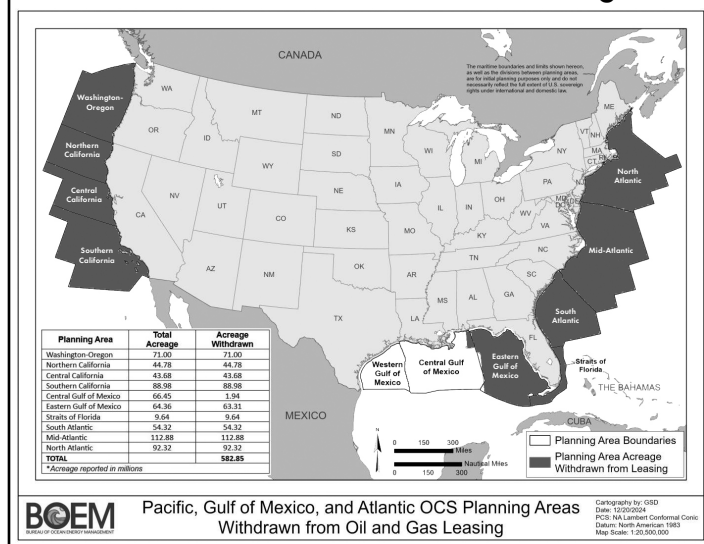 CANADA
The maritime boundaries and limits shown herein,
as well as the divisions between planning areas,
are for initial planning purposes only and do not
necessarily reflect the full extent of U.S. sovereign
rights under international and domestic law.
Washington-
Oregon
Northern
California
Central
California
Southern
California
WA
OR
CA
NV
ID
MT
WY
UT
AZ
CO
NM
ND
SD
NE
KS
OK
TX
MN
IA
MO
AR
LA
WI
IL
MI
IN
OH
KY
TN
MS
AL
GA
FL
SC
NC
VA
WV
PA
NY
VT
NH
ME
MA
CT
RI
NJ
MD
DE
DC
North
Atlantic
Mid-Atlantic
South
Atlantic
Straits of
Florida
Eastern
Gulf of
Mexico
Central Gulf
of Mexico
Western
Gulf of
Mexico
THE BAHAMAS
CUBA
MEXICO
Planning Area Total Acreage Acreage Withdrawn
Washington-Oregon 71.00 71.00
Northern California 44.78 44.78
Central California 43.68 43.68
Southern California 88.98 88.98
Central Gulf of Mexico 66.45 1.94
Eastern Gulf of Mexico 64.36 63.31
Straits of Florida 9.64 9.64
South Atlantic 54.32 54.32
Mid-Atlantic 112.88 112.88
North Atlantic 92.32 92.32
TOTAL 582.85
*Acreage reported in millions
N
0 150 300
Miles
Nautical Miles
0 150 300
Planning Area Boundaries
Planning Area Acreage
Withdrawn from Leasing
BOEM
BUREAU OF OCEAN ENERGY MANAGEMENT
Pacific, Gulf of Mexico, and Atlantic OCS Planning Areas
Withdrawn from Oil and Gas Leasing
Cartography by: GSD
Date: 12/20/2024
PCS: NA Lambert Conformal Conic
Datum: North American 1983
Map Scale: 1:20,500,000